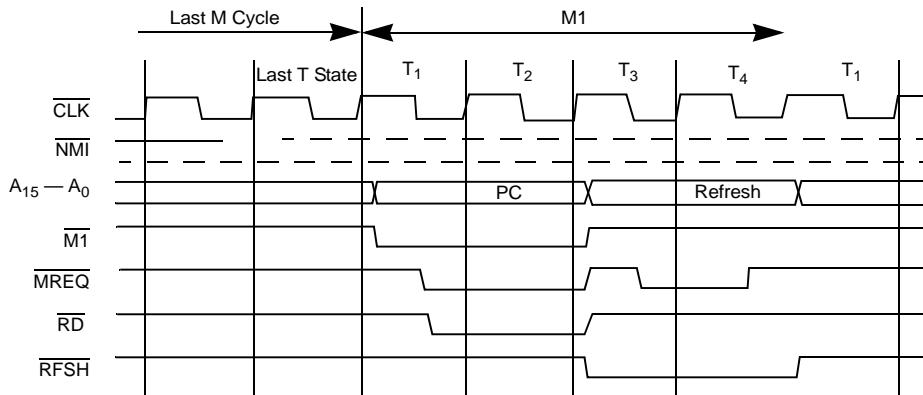 Last M Cycle
M1
Last T State
T1
T2
T3
T4
T1
CLK
NMI
A15 — A0
PC
Refresh
M1
MREQ
RD
RFSH